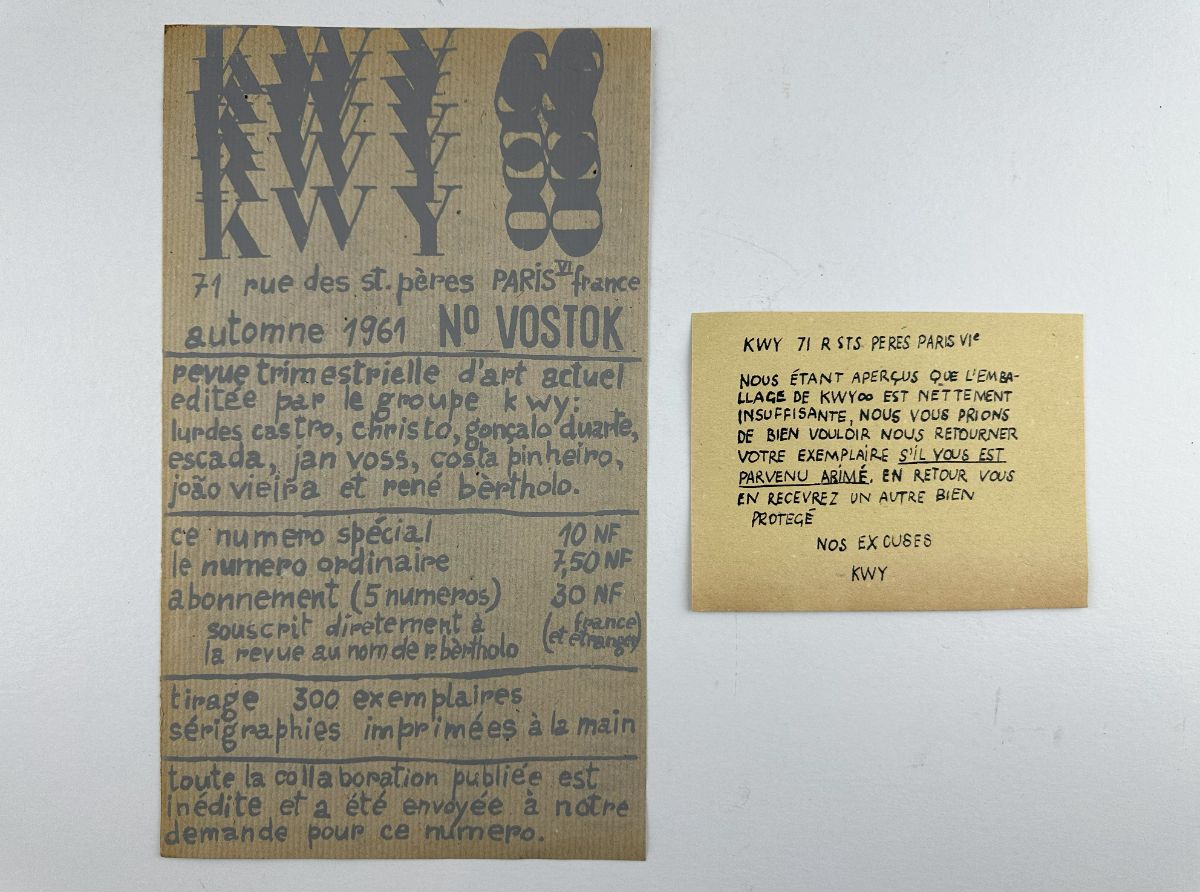 KWY
KWY
KWY
KWY 8
71 rue des st. pères PARIS VI france
automne 1961 Nº VOSTOK
revue trimestrielle d'art actuel
editée par le groupe kwy:
lurdes castro, christo, gonçalo duarte,
escada, jan voss, costa pinheiro,
joão vieira et rené bèrtholo.
ce numero spécial 10 NF
le numero ordinaire 7,50 NF
abonnement (5 numeros) 30 NF
souscrit diretement à (france
la revue au nom de r. bèrtholo et étranger)
tirage 300 exemplaires
sérigraphies imprimées à la main
toute la collaboration publiée est
inédite et a été envoyée à notre
demande pour ce numero.
KWY 71 R STS PERES PARIS VIe
NOUS ÉTANT APERÇUS QUE L'EMBA-
LLAGE DE KWY∞ EST NETTEMENT
INSUFFISANTE, NOUS VOUS PRIONS
DE BIEN VOULOIR NOUS RETOURNER
VOTRE EXEMPLAIRE S'IL VOUS EST
PARVENU ABIMÉ. EN RETOUR VOUS
EN RECEVREZ UN AUTRE BIEN
PROTEGÉ
NOS EXCUSES
KWY